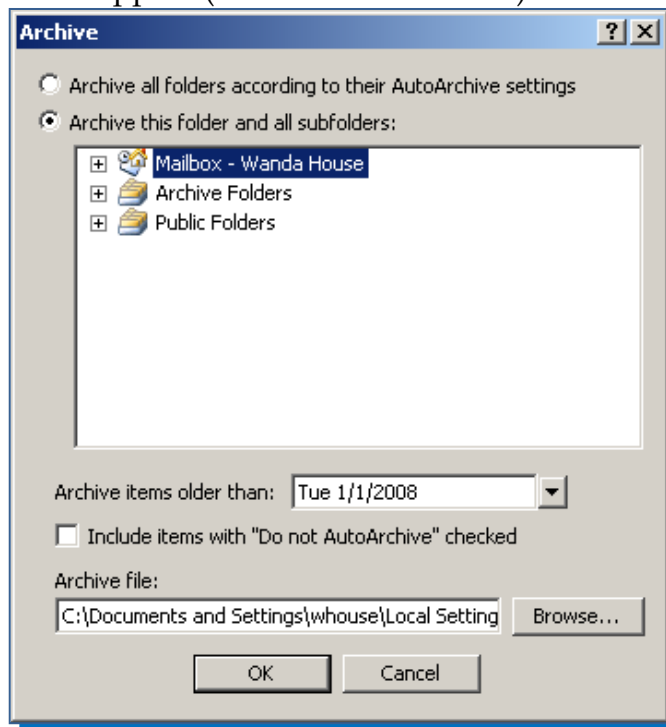 Archive
Archive all folders according to their AutoArchive settings
Archive this folder and all subfolders:
Mailbox - Wanda House
Archive Folders
Public Folders
Archive items older than: Tue 1/1/2008
Include items with "Do not AutoArchive" checked
Archive file:
C:\Documents and Settings\whouse\Local Setting Browse...
OK Cancel